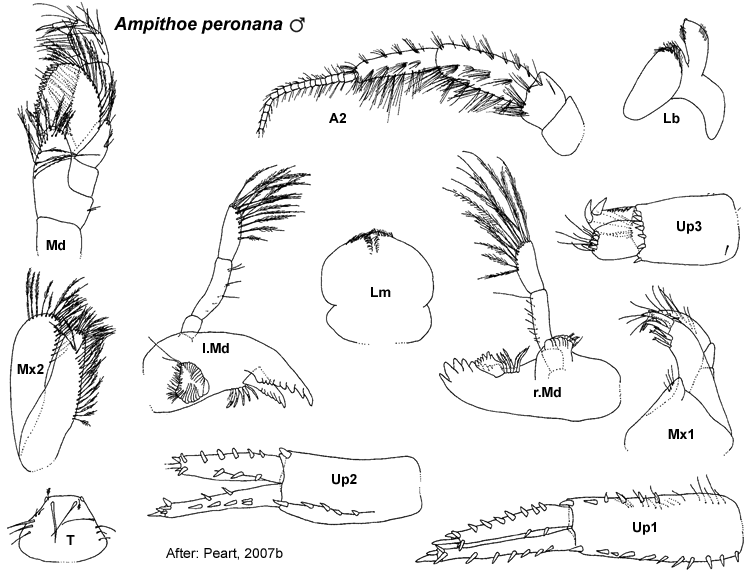 Ampithoe peronana ♂
A2
Lb
Md
Up3
Lm
l.Md
Mx2
r.Md
Mx1
Up2
Up1
T
After: Peart, 2007b